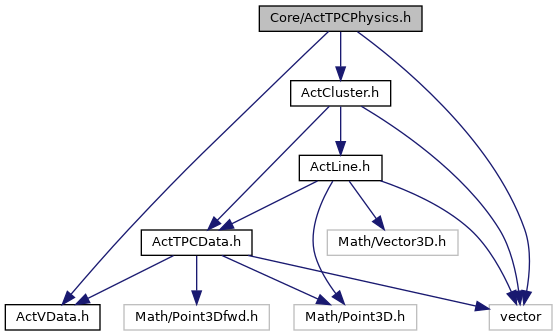 Core/ActTPCPhysics.h
ActCluster.h
ActLine.h
ActTPCData.h
Math/Vector3D.h
ActVData.h
Math/Point3Dfwd.h
Math/Point3D.h
vector